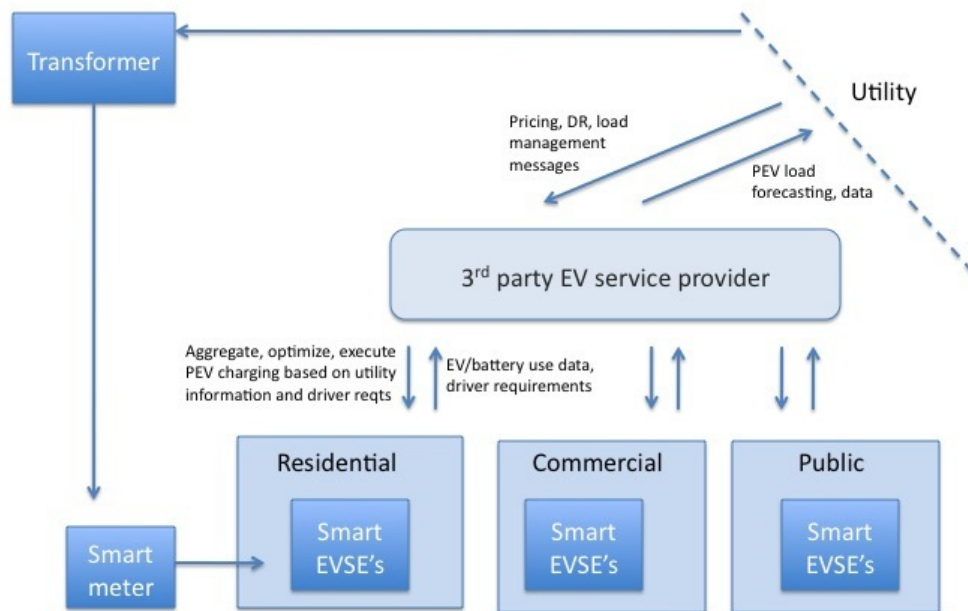 Transformer
Utility
Pricing, DR, load
management
messages
PEV load
forecasting, data
3rd party EV service provider
Aggregate, optimize, execute
PEV charging based on utility
information and driver reqts
EV/battery use data,
driver requirements
Residential
Commercial
Public
Smart
EVSE's
Smart
EVSE's
Smart
EVSE's
Smart
meter